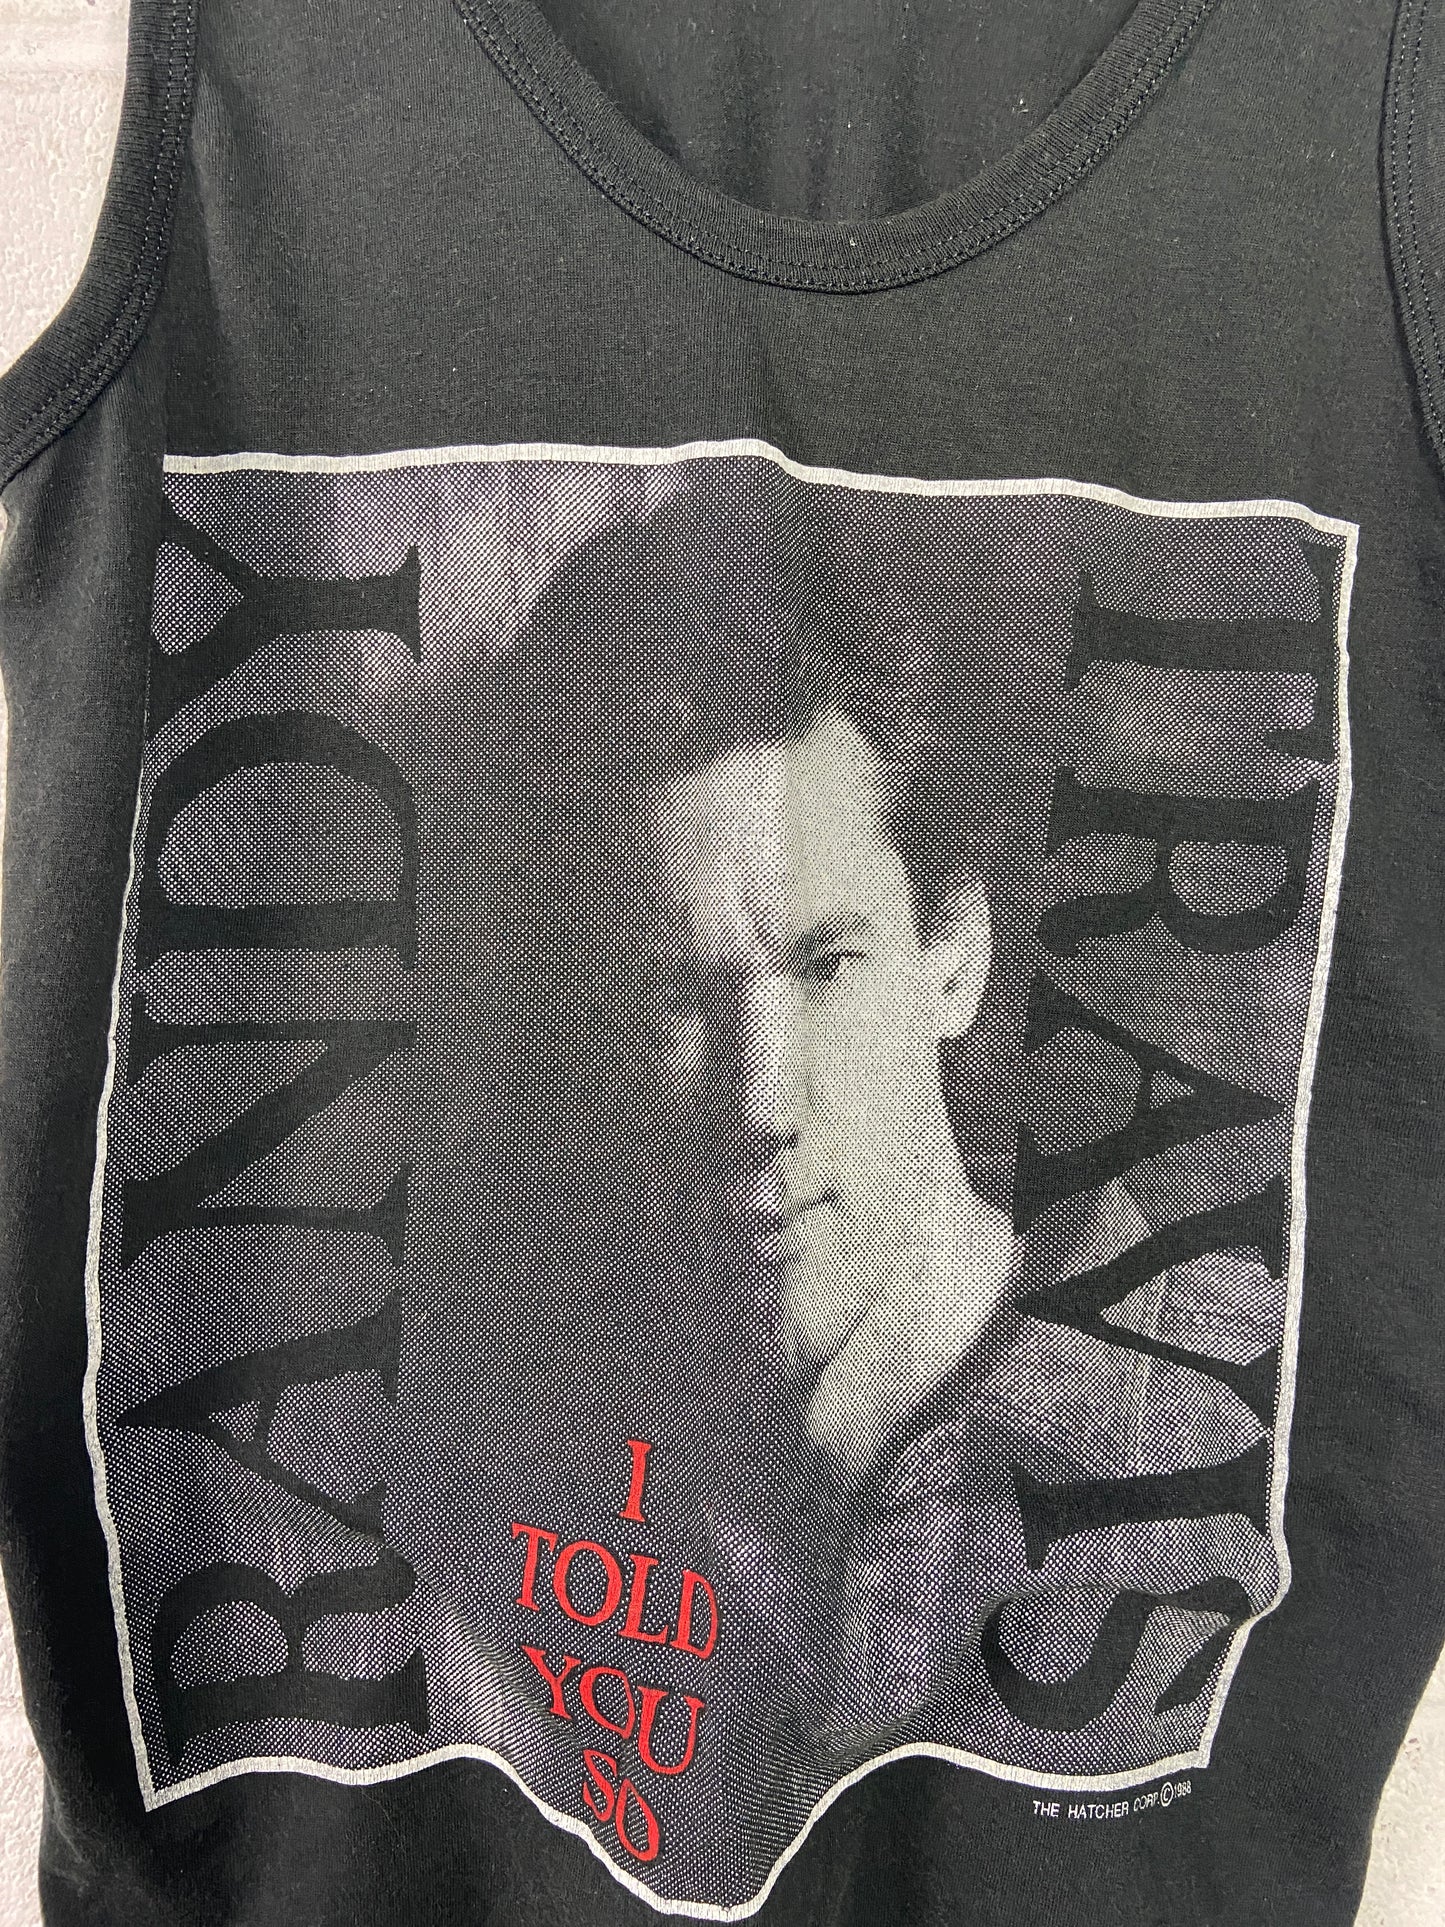 RANDY
TRAVIS
I
TOLD
YOU
SO
THE HATCHER CORP.©1988